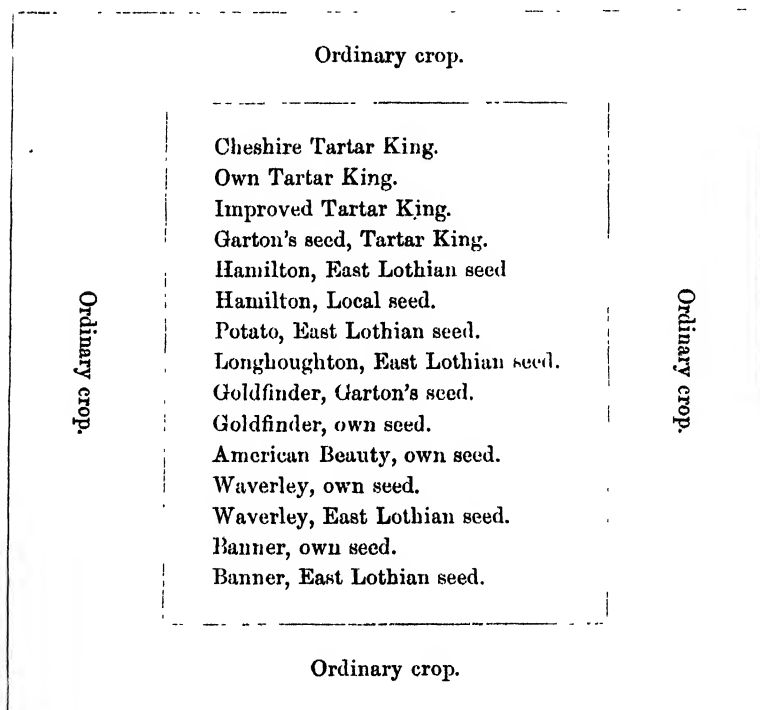 Ordinary crop.
Cheshire Tartar King.
Own Tartar King.
Improved Tartar King.
Garton's seed, Tartar King.
Hamilton, East Lothian seed
Hamilton, Local seed.
Potato, East Lothian seed.
Longhoughton, East Lothian seed.
Goldfinder, Garton's seed.
Goldfinder, own seed.
American Beauty, own seed.
Waverley, own seed.
Waverley, East Lothian seed.
Banner, own seed.
Banner, East Lothian seed.
Ordinary crop.
Ordinary crop.
Ordinary crop.